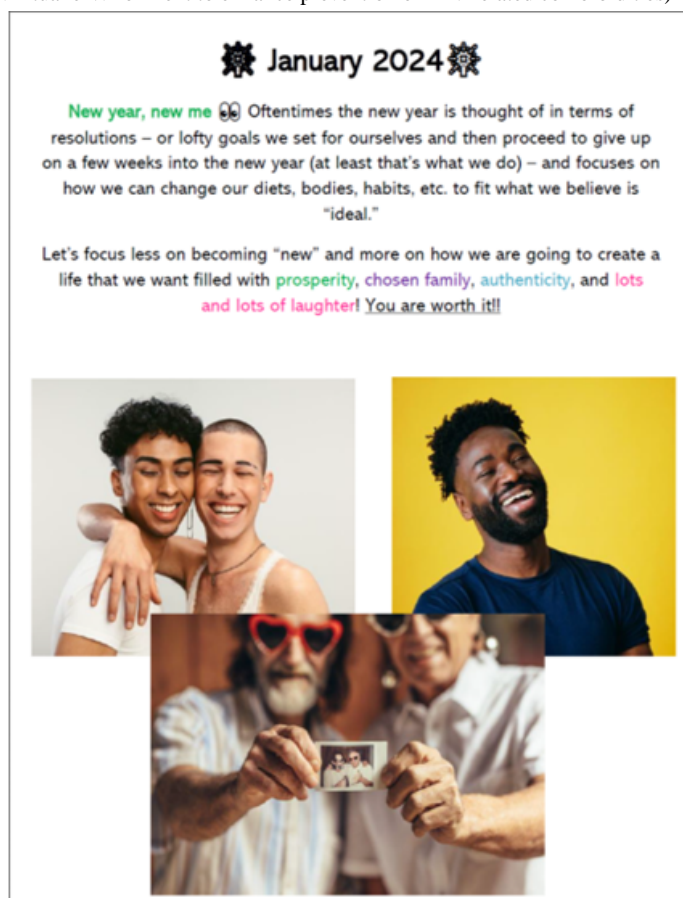 January 2024
New year, new me 👀 Oftentimes the new year is thought of in terms of
resolutions – or lofty goals we set for ourselves and then proceed to give up
on a few weeks into the new year (at least that’s what we do) – and focuses on
how we can change our diets, bodies, habits, etc. to fit what we believe is
“ideal.”
Let’s focus less on becoming “new” and more on how we are going to create a
life that we want filled with prosperity, chosen family, authenticity, and lots
and lots of laughter! You are worth it!!